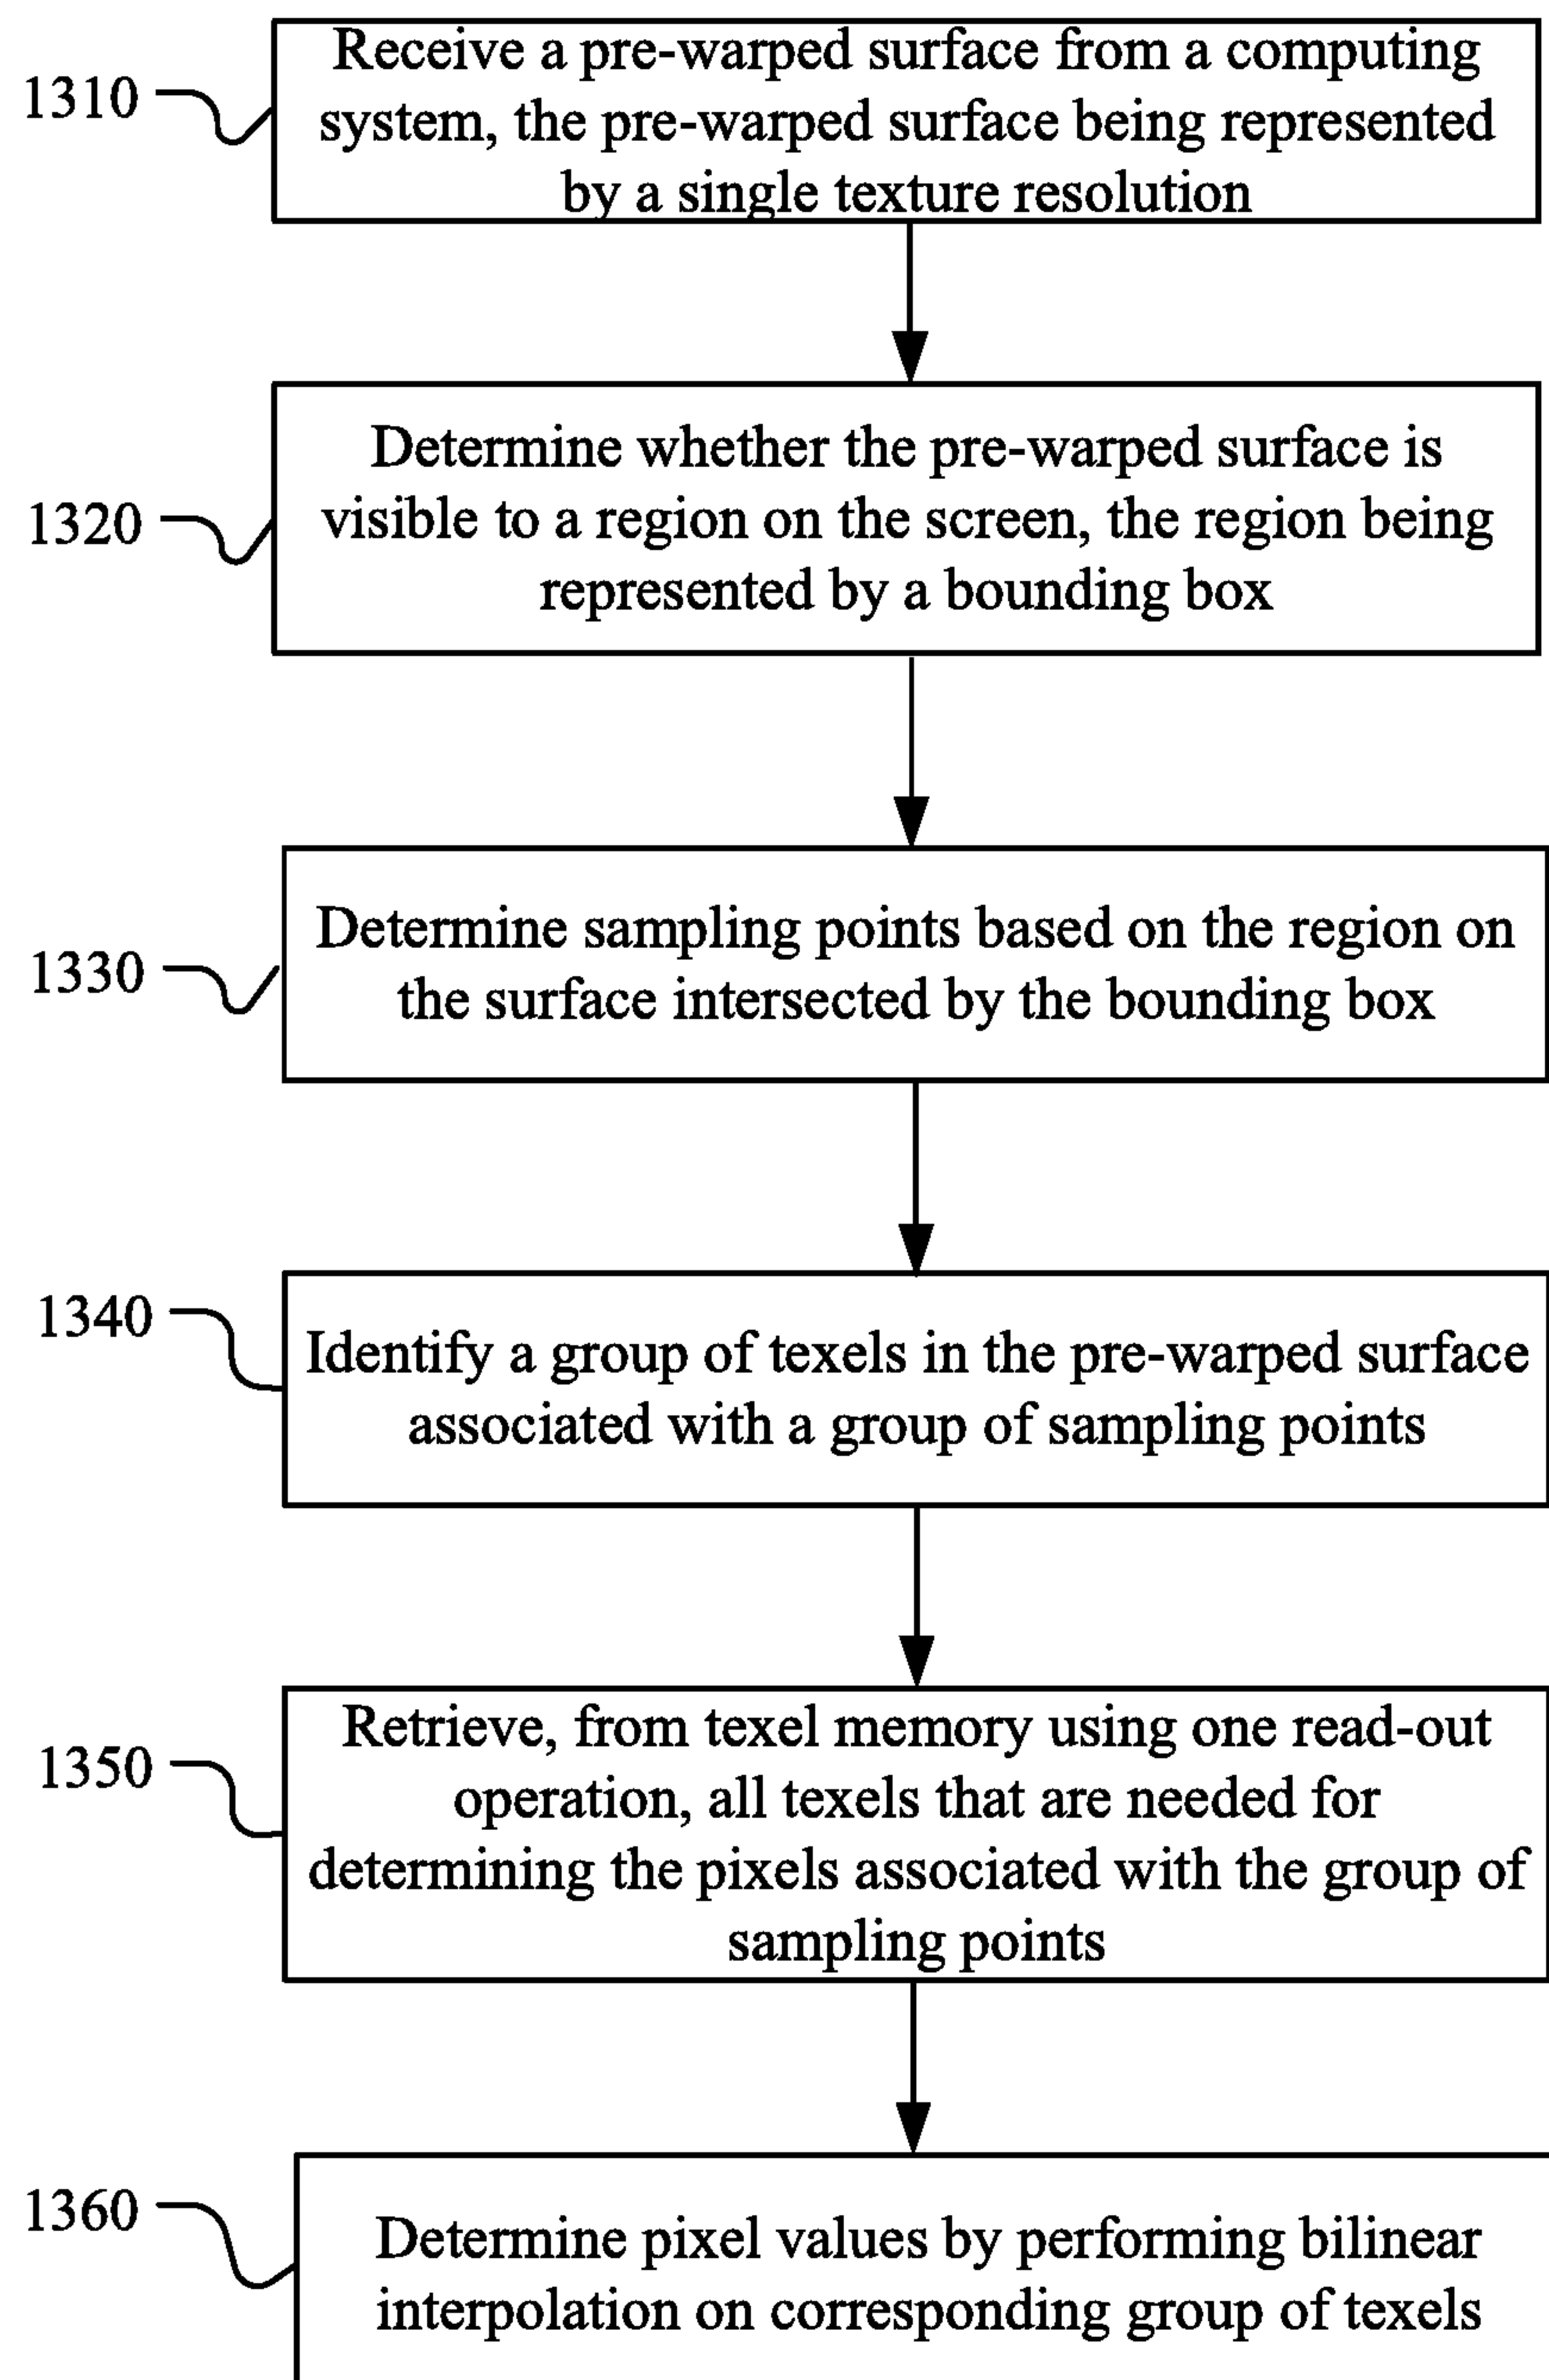 Receive a pre-warped surface from a computing
1310
system, the pre-warped surface being represented
by a single texture resolution
Determine whether the pre-warped surface is
1320
visible to a region on the screen, the region being
represented by a bounding box
Determine sampling points based on the region on
1330
the surface intersected by the bounding box
1340
Identify a group of texels in the pre-warped surface
associated with a group of sampling points
Retrieve, from texel memory using one read-out
1350
operation, all texels that are needed for
determining the pixels associated with the group of
sampling points
1360
Determine pixel values by performing bilinear
interpolation on corresponding group of texels